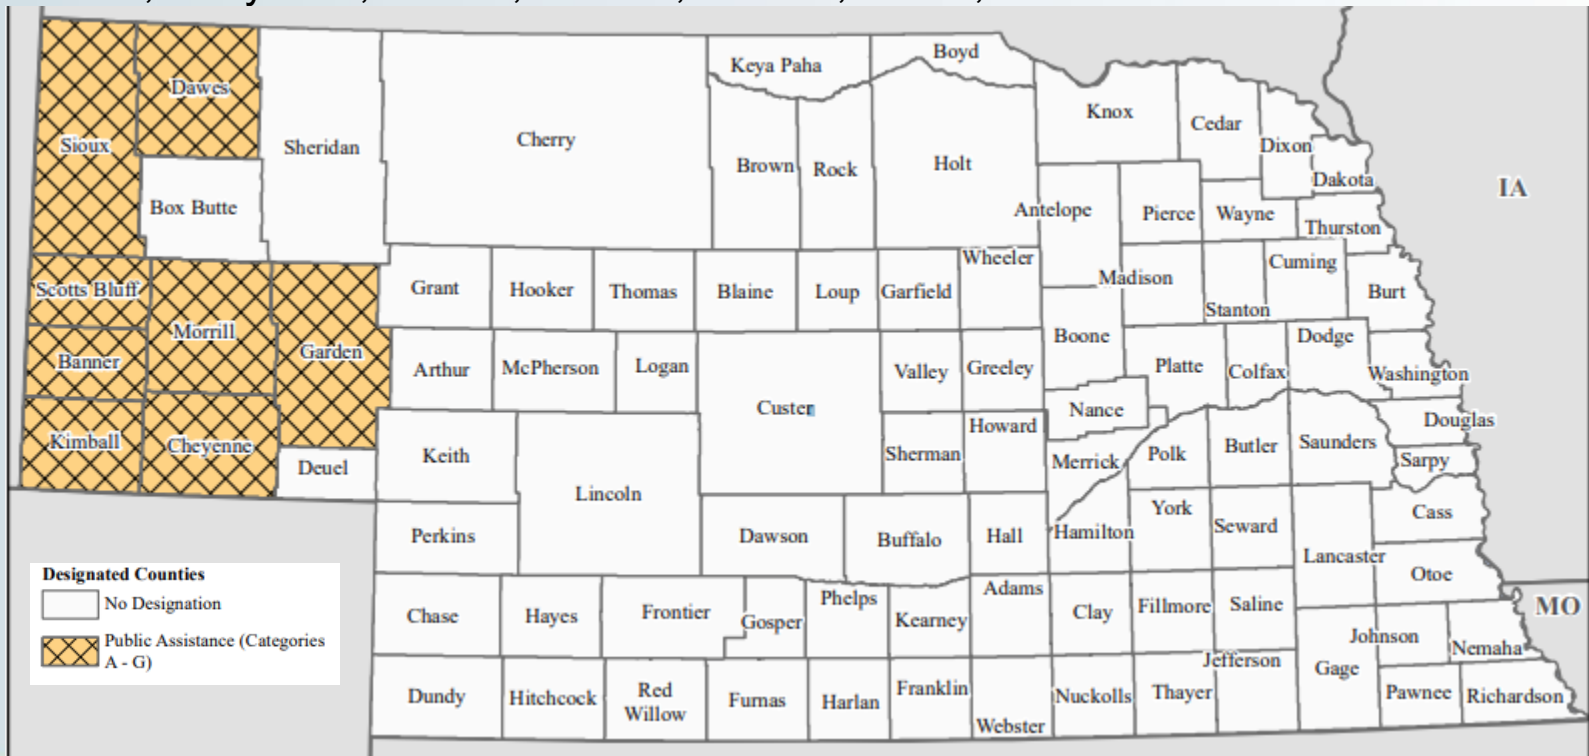 Keya Paha
Boyd
Dawes
Knox
Cedar
Sioux
Sheridan
Cherry
Brown
Rock
Holt
Dixon
Dakota
IA
Box Butte
Antelope
Pierce
Wayne
Thurston
Scotts Bluff
Grant
Hooker
Thomas
Blaine
Loup
Garfield
Wheeler
Madison
Stanton
Cuming
Burt
Morrill
Banner
Garden
Arthur
McPherson
Logan
Custer
Valley
Greeley
Boone
Platte
Colfax
Dodge
Washington
Kimball
Cheyenne
Deuel
Keith
Lincoln
Sherman
Howard
Nance
Merrick
Polk
Butler
Saunders
Douglas
Sarpy
Perkins
Dawson
Buffalo
Hall
Hamilton
York
Seward
Lancaster
Cass
Otoe
Designated Counties
No Designation
Public Assistance (Categories
A - G)
Chase
Hayes
Frontier
Gosper
Phelps
Kearney
Adams
Clay
Fillmore
Saline
Johnson
Nemaha
MO
Dundy
Hitchcock
Red
Willow
Furnas
Harlan
Franklin
Webster
Nuckolls
Thayer
Jefferson
Gage
Pawnee
Richardson